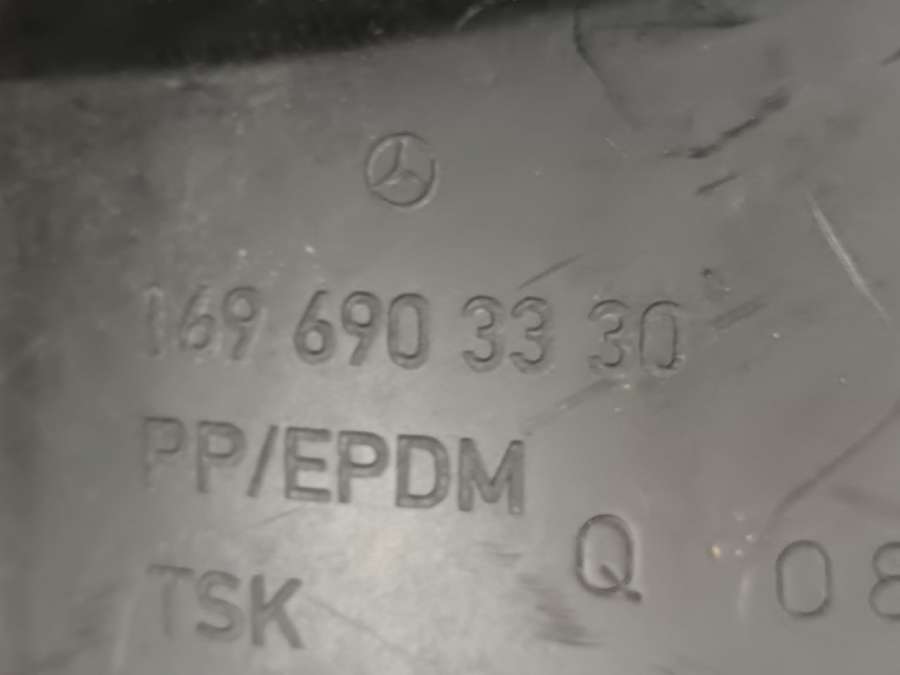 169 690 33 30
PP/EPDM
Q 08
TSK